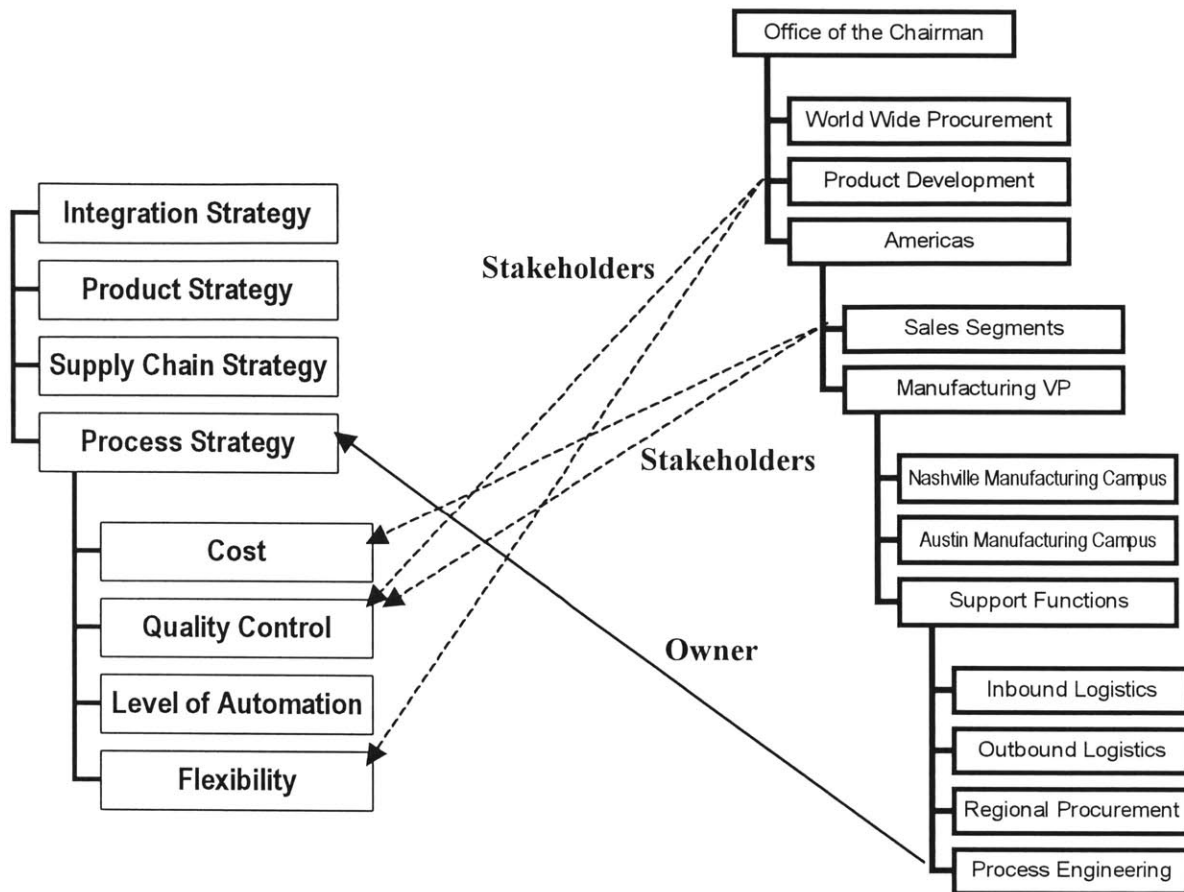 Office of the Chairman
World Wide Procurement
Product Development
Americas
Sales Segments
Manufacturing VP
Nashville Manufacturing Campus
Austin Manufacturing Campus
Support Functions
Inbound Logistics
Outbound Logistics
Regional Procurement
Process Engineering
Integration Strategy
Product Strategy
Supply Chain Strategy
Process Strategy
Cost
Quality Control
Level of Automation
Flexibility
Stakeholders
Stakeholders
Owner